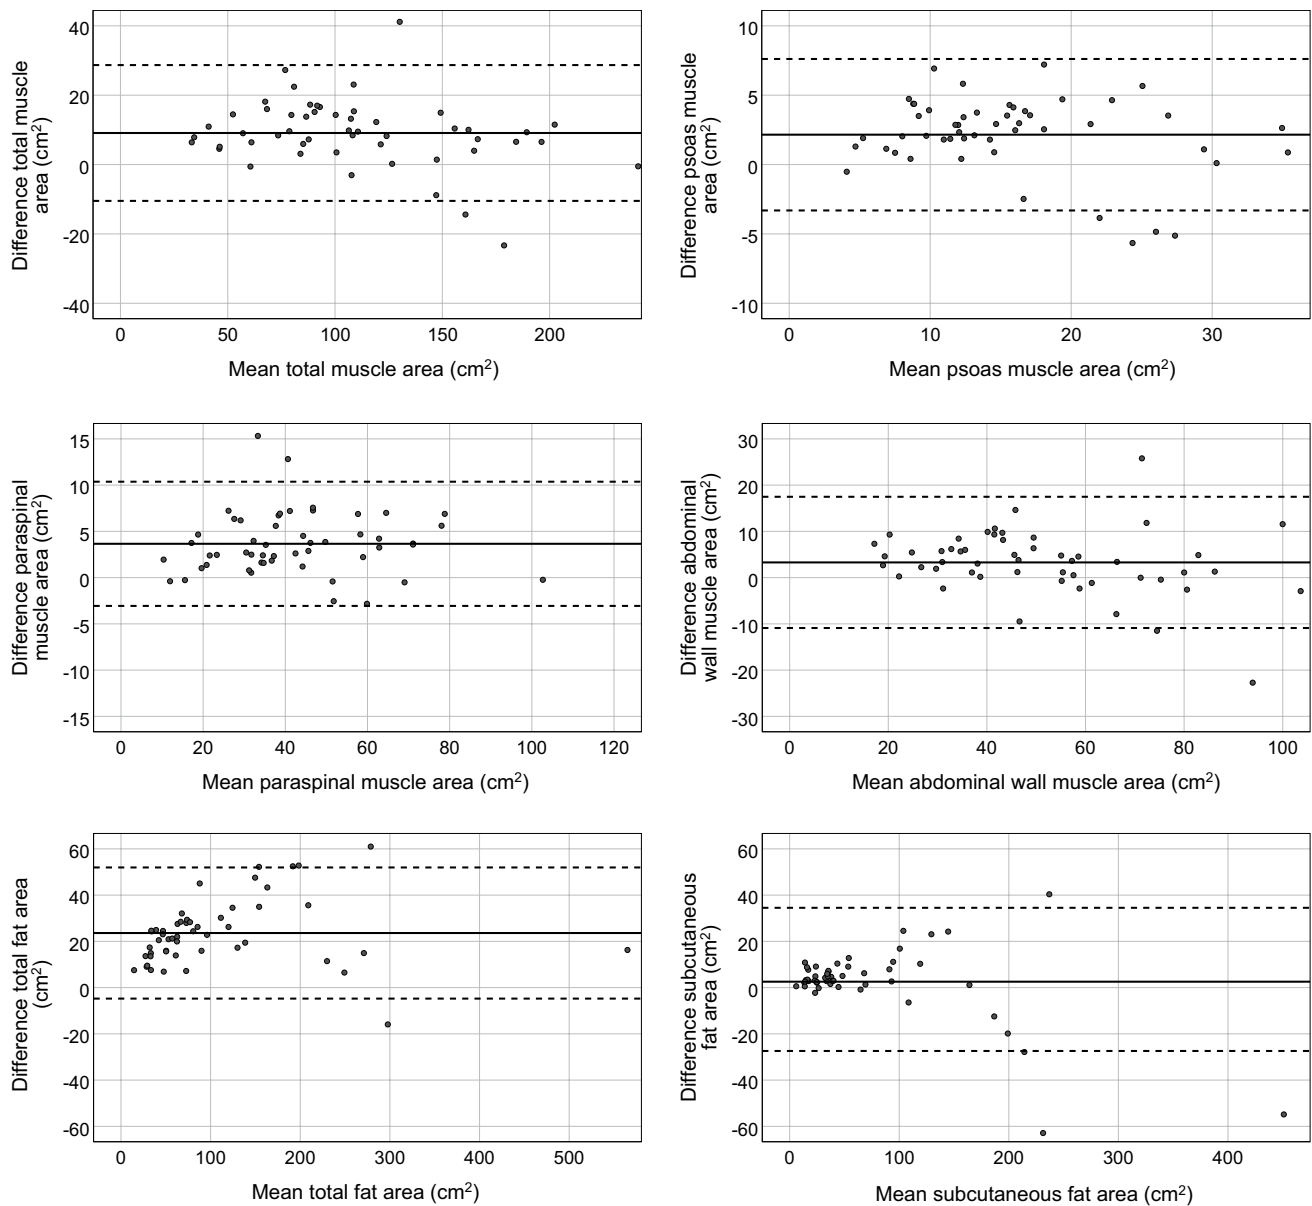 Difference total muscle
area (cm²)
40
20
0
-20
-40
0 50 100 150 200
Mean total muscle area (cm²)
Difference psoas muscle
area (cm²)
10
5
0
-5
-10
0 10 20 30
Mean psoas muscle area (cm²)
Difference paraspinal
muscle area (cm²)
15
10
5
0
-5
-10
-15
0 20 40 60 80 100 120
Mean paraspinal muscle area (cm²)
Difference abdominal
wall muscle area (cm²)
30
20
10
0
-10
-20
-30
0 20 40 60 80 100
Mean abdominal wall muscle area (cm²)
Difference total fat area
(cm²)
60
40
20
0
-20
-40
-60
0 100 200 300 400 500
Mean total fat area (cm²)
Difference subcutaneous
fat area (cm²)
60
40
20
0
-20
-40
-60
0 100 200 400
Mean subcutaneous fat area (cm²)